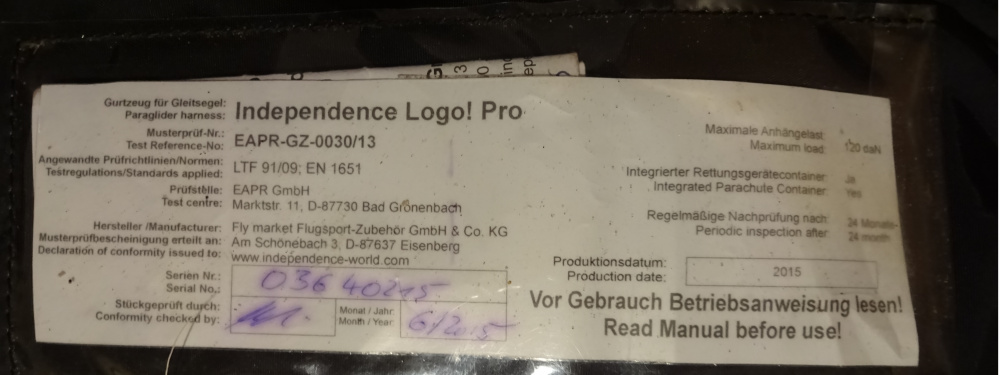 Gurtzeug für Gleitsegel:
Paraglider harness:
Independence Logo! Pro
Musterprüf-Nr.:
Test Reference-No:
EAPR-GZ-0030/13
Angewandte Prüfrichtlinien/Normen:
Testregulations/Standards applied:
LTF 91/09; EN 1651
Prüfstelle:
Test centre:
EAPR GmbH
Marktstr. 11, D-87730 Bad Grönenbach
Hersteller /Manufacturer:
Musterprüfbescheinigung erteilt an:
Declaration of conformity issued to:
Fly market Flugsport-Zubehör GmbH & Co. KG
Am Schönebach 3, D-87637 Eisenberg
www.independence-world.com
Serien Nr.:
Serial No.:
036 40215
Stückgeprüft durch:
Conformity checked by:
Monat / Jahr:
Month / Year:
6/2015
Maximale Anhängelast
Maximum load:
120 daN
Integrierter Rettungsgerätecontainer:
Integrated Parachute Container:
Ja
Yes
Regelmäßige Nachprüfung nach:
Periodic inspection after:
24 Monate
24 month
Produktionsdatum:
Production date:
2015
Vor Gebrauch Betriebsanweisung lesen!
Read Manual before use!